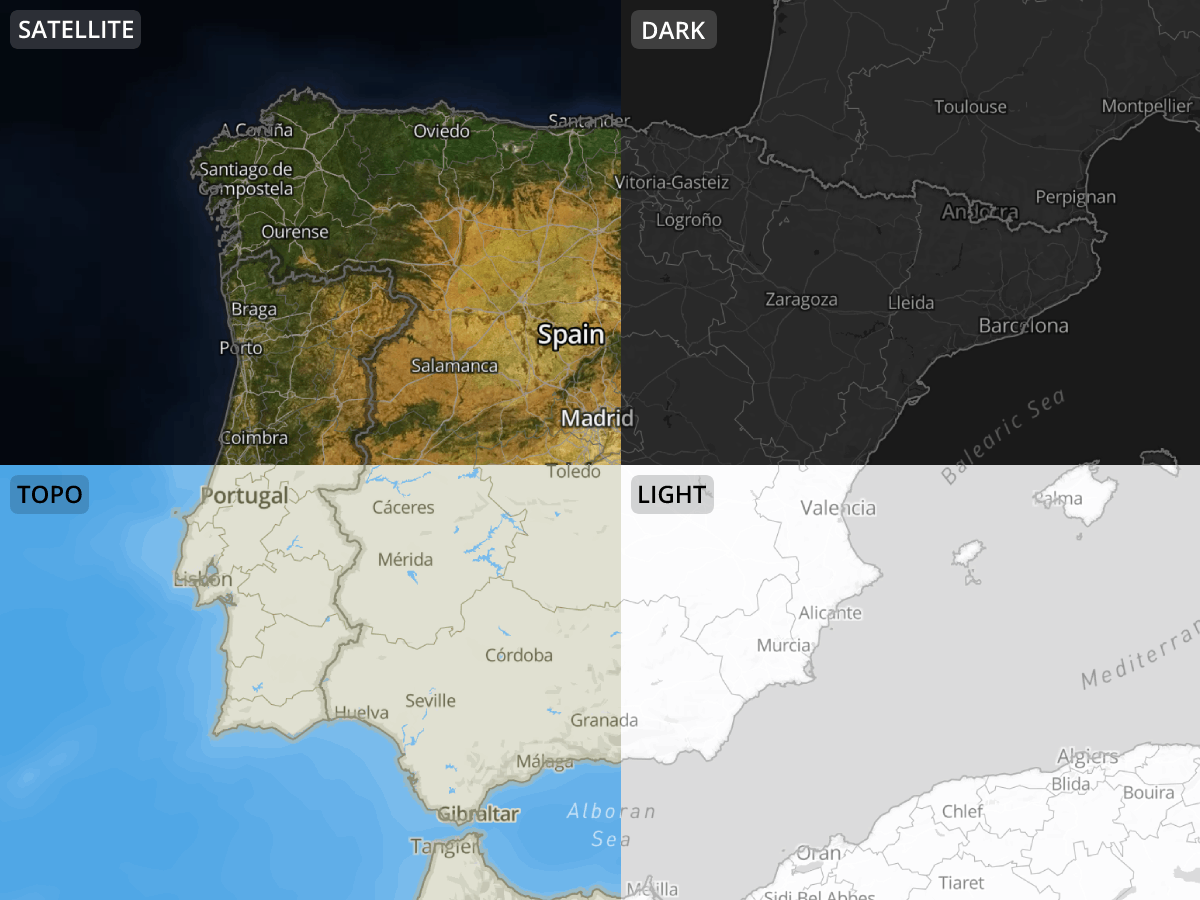 SATELLITE
A Coruña
Oviedo
Santander
Santiago de
Campostela
Ourense
Braga
Porto
Spain
Salamanca
Madrid
Coimbra
DARK
Toulouse
Montpellier
Vitoria-Gasteiz
Logroño
Perpignan
Andorra
Zaragoza
Lleida
Barcelona
Balearic Sea
TOPO
Toledo
Portugal
Cáceres
Mérida
Lisbon
Córdoba
Seville
Huelva
Granada
Málaga
Gibraltar
Tangier
Alboran
Sea
LIGHT
Palma
Valencia
Alicante
Murcia
Mediterran
Algiers
Blida
Bouira
Chlef
Oran
Tiaret
Melilla
Sidi Bel Abbes